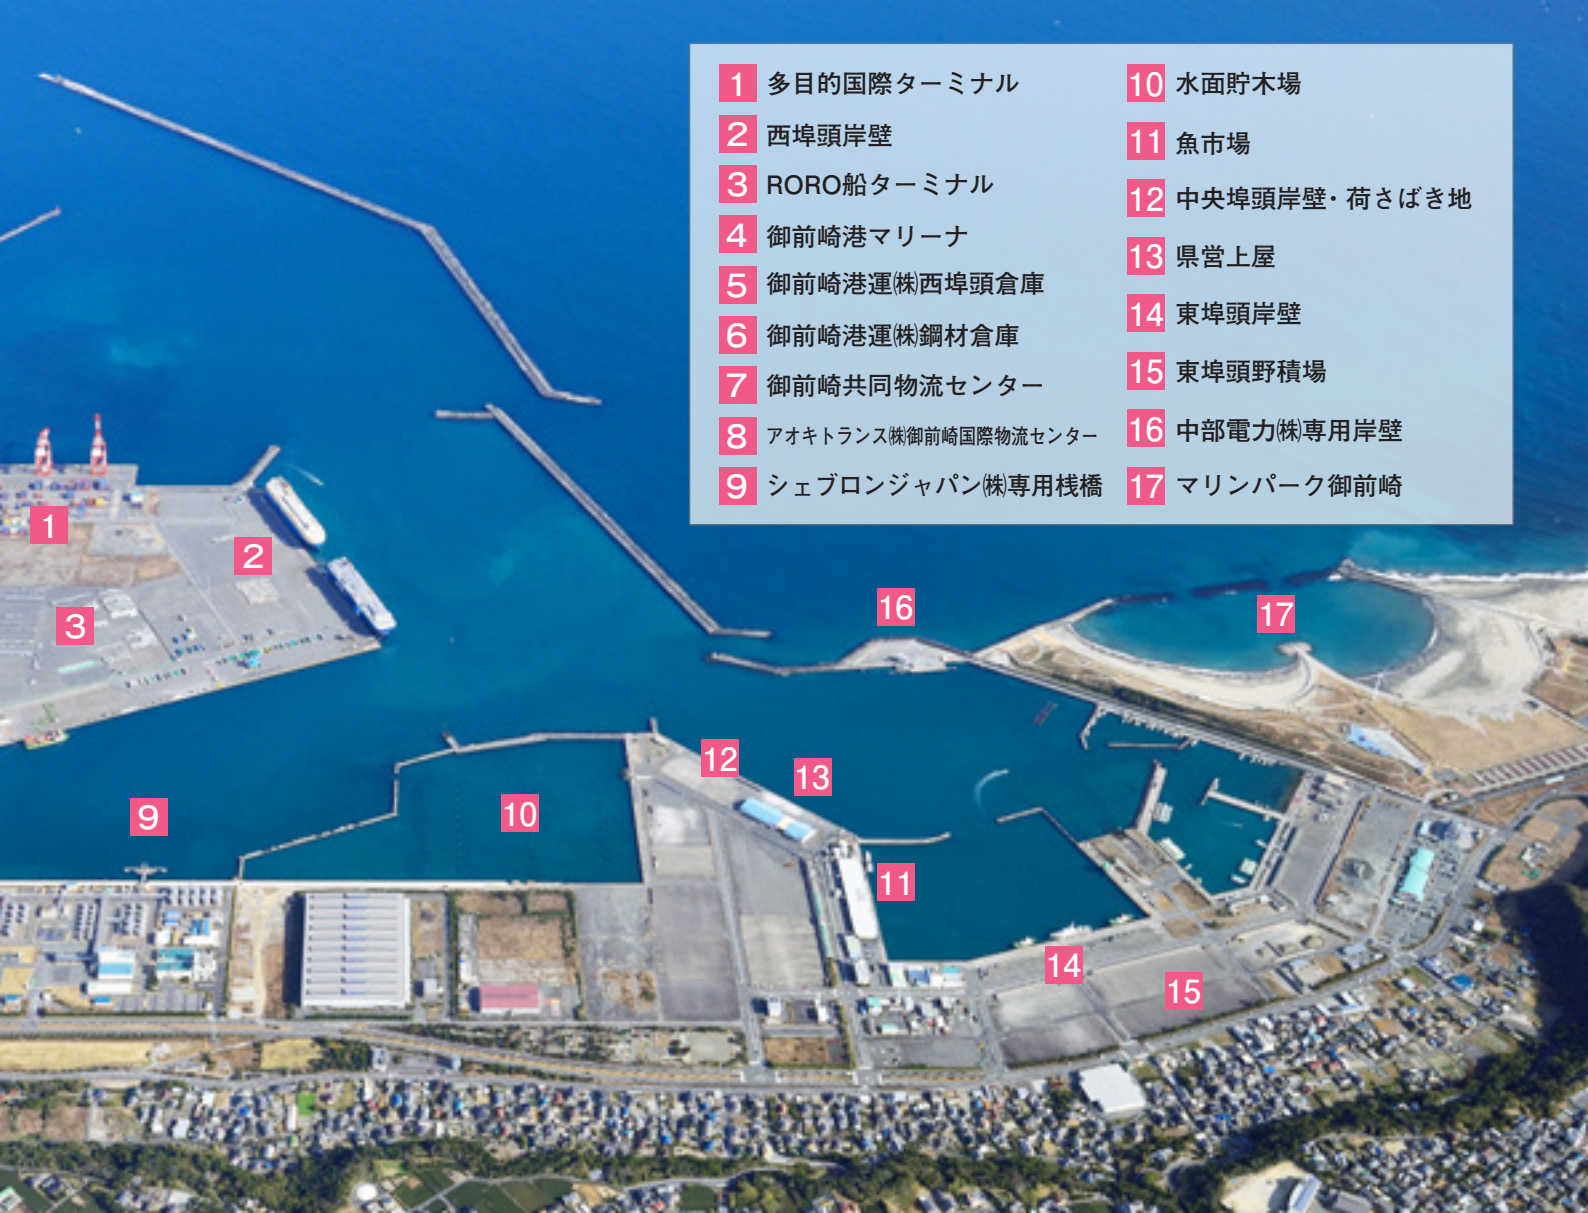 1 多目的国際ターミナル
2 西埠頭岸壁
3 RORO船ターミナル
4 御前崎港マリーナ
5 御前崎港運㈱西埠頭倉庫
6 御前崎港運㈱鋼材倉庫
7 御前崎共同物流センター
8 アオキトランス㈱御前崎国際物流センター
9 シェブロンジャパン㈱専用桟橋
10 水面貯木場
11 魚市場
12 中央埠頭岸壁・荷さばき地
13 県営上屋
14 東埠頭岸壁
15 東埠頭野積場
16 中部電力㈱専用岸壁
17 マリンパーク御前崎
1
2
3
16
17
12
13
9
10
11
14
15